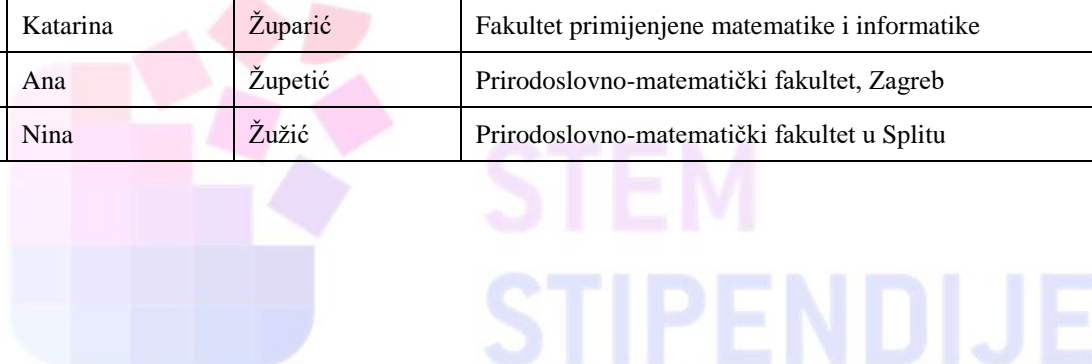 Katarina Župarić Fakultet primijenjene matematike i informatike
Ana Župetić Prirodoslovno-matematički fakultet, Zagreb
Nina Žužić Prirodoslovno-matematički fakultet u Splitu
STEM
STIPENDIJE